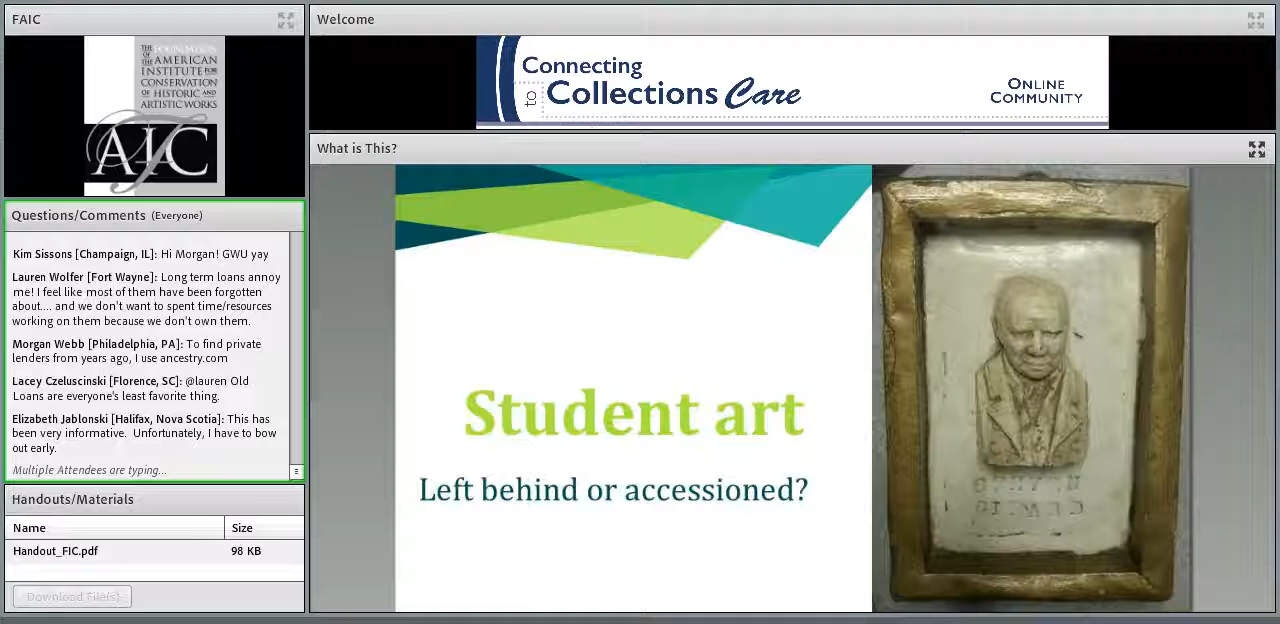 FAIC
THE FOUNDATION
OF THE AMERICAN
INSTITUTE FOR
CONSERVATION
OF HISTORIC AND
ARTISTIC WORKS
AIC
Questions/Comments (Everyone)
Kim Sissons [Champaign, IL]: Hi Morgan! GWU yay
Lauren Wolfer [Fort Wayne]: Long term loans annoy
me! I feel like most of them have been forgotten
about.... and we don't want to spent time/resources
working on them because we don't own them.
Morgan Webb [Philadelphia, PA]: To find private
lenders from years ago, I use ancestry.com
Lacey Czeluscinski [Florence, SC]: @lauren Old
Loans are everyone's least favorite thing.
Elizabeth Jablonski [Halifax, Nova Scotia]: This has
been very informative.  Unfortunately, I have to bow
out early.
Multiple Attendees are typing...
Handouts/Materials
Name Size
Handout_FIC.pdf 98 KB
Download File(s)
Welcome
Connecting
to Collections Care
ONLINE
COMMUNITY
What is This?
Student art
Left behind or accessioned?